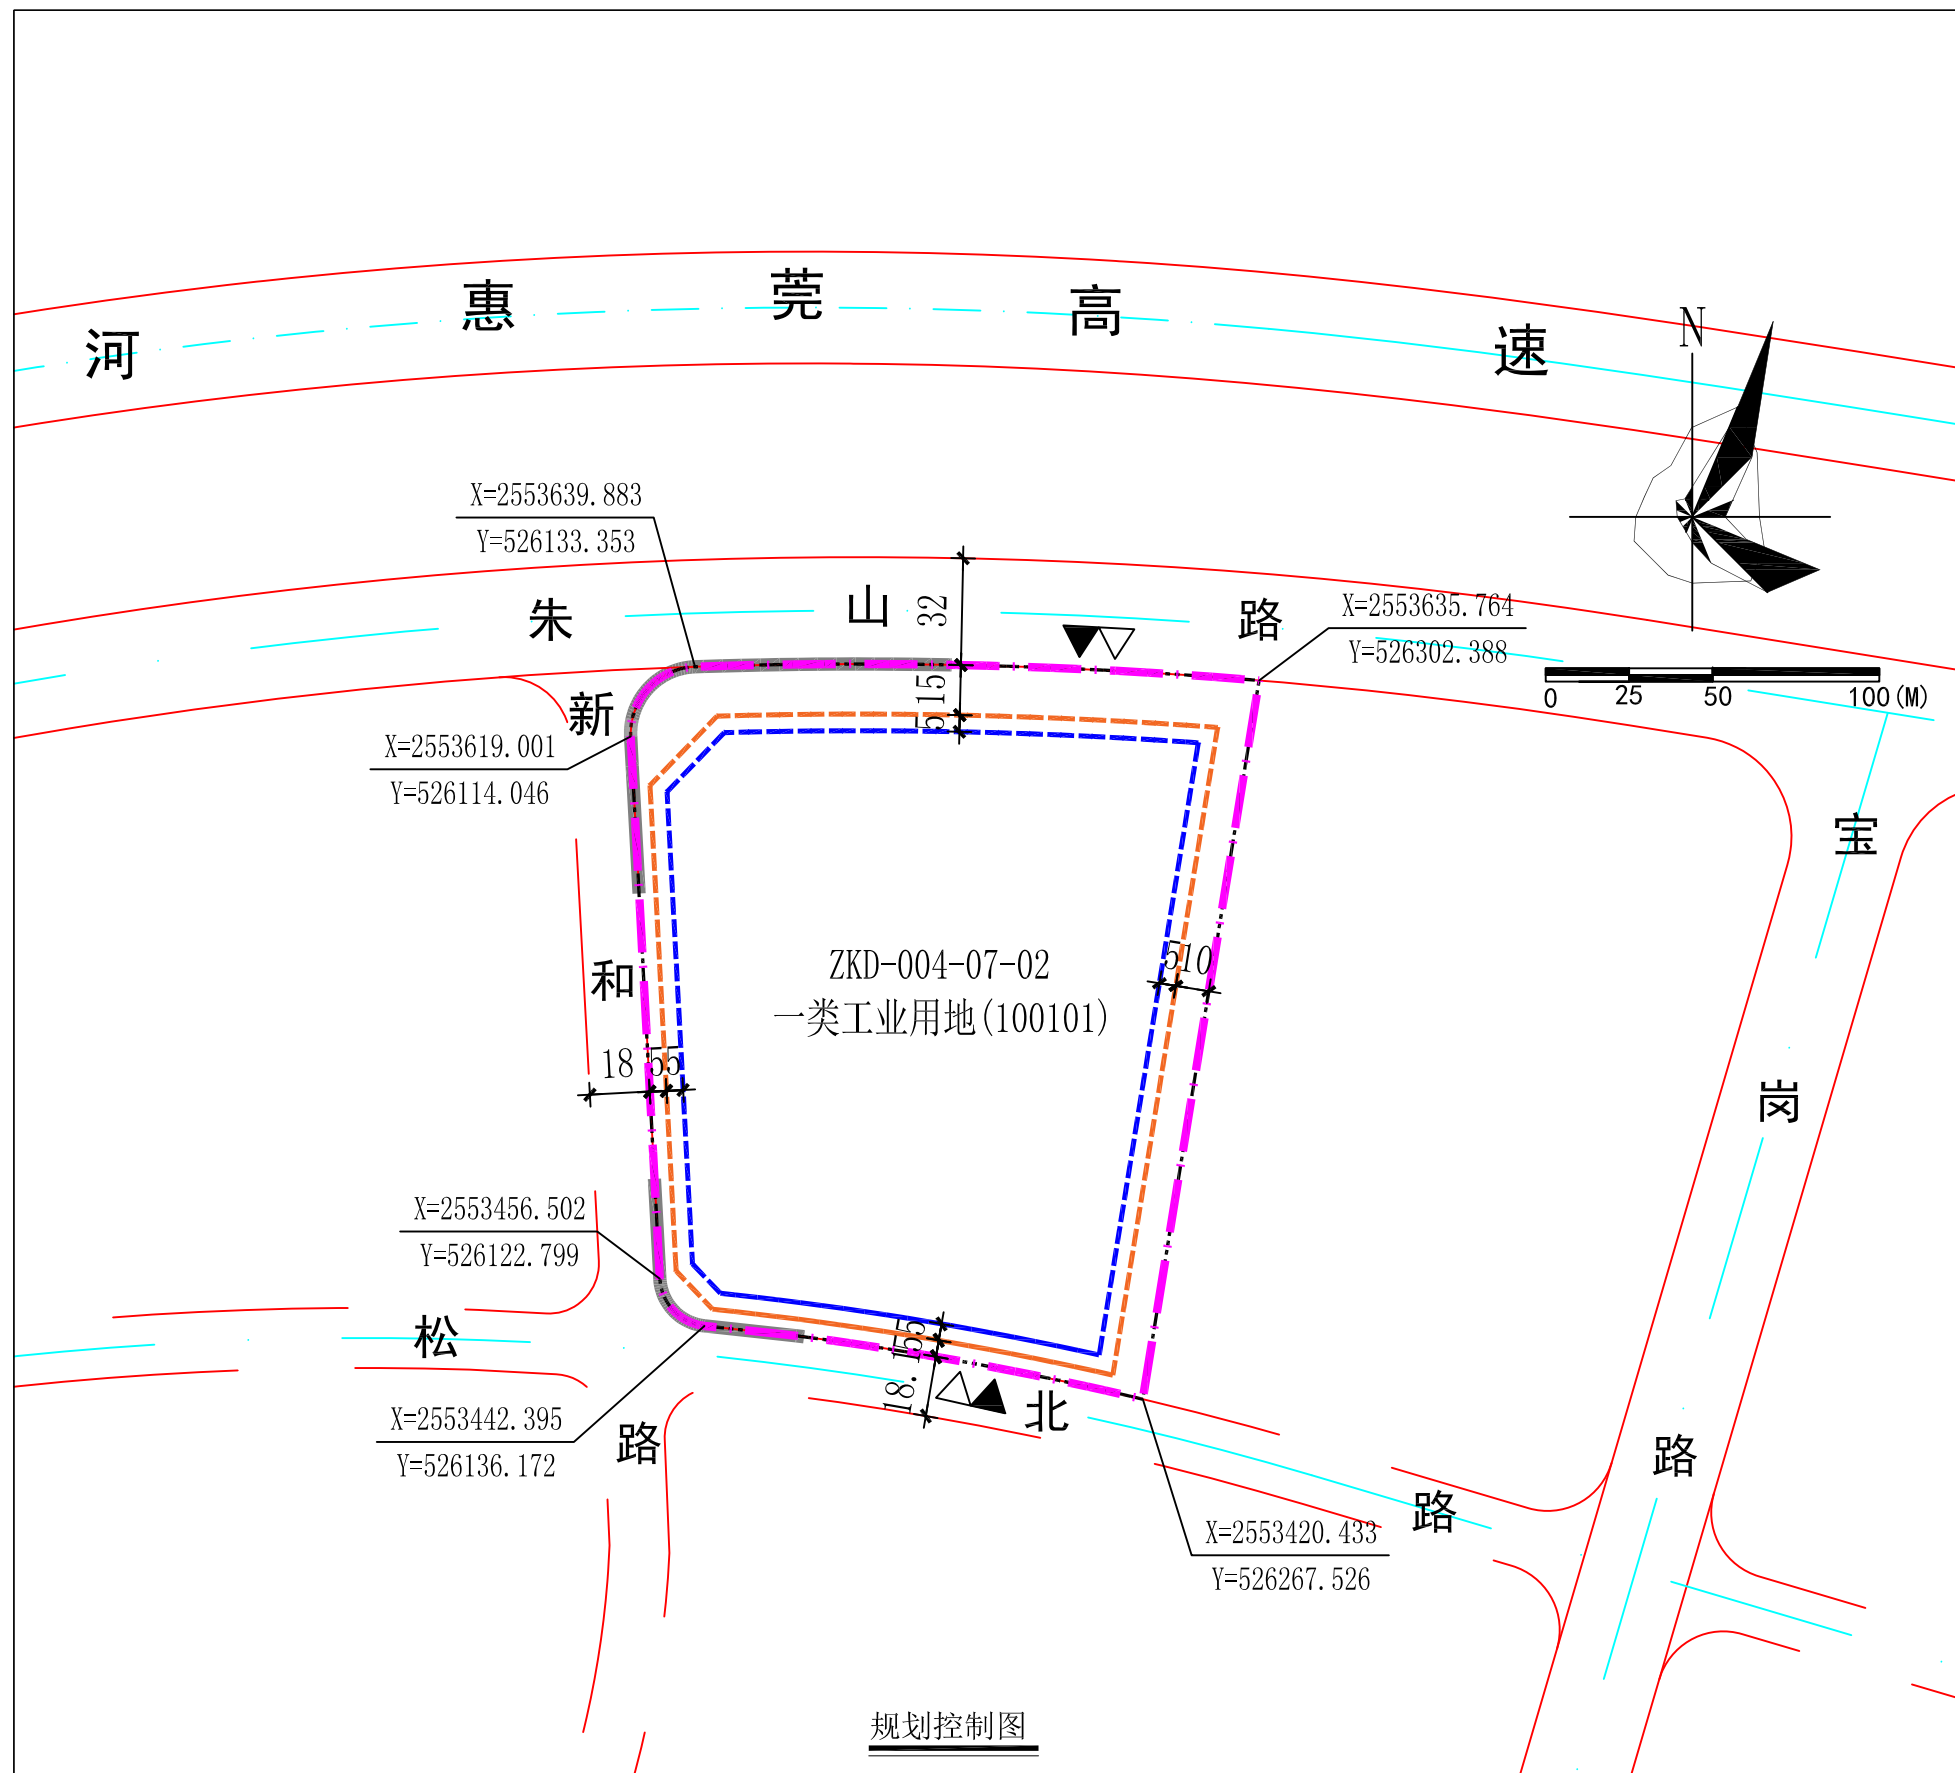 河惠莞高速
N
X=2553639.883
Y=526133.353
朱山路
32
X=2553635.764
Y=526302.388
0 25 50 100(M)
15
5
X=2553619.001
Y=526114.046
新和路
宝岗路
ZKD-004-07-02
一类工业用地(100101)
5 10
18 5 5
X=2553456.502
Y=526122.799
松北路
5
5
18.1
X=2553442.395
Y=526136.172
X=2553420.433
Y=526267.526
规划控制图